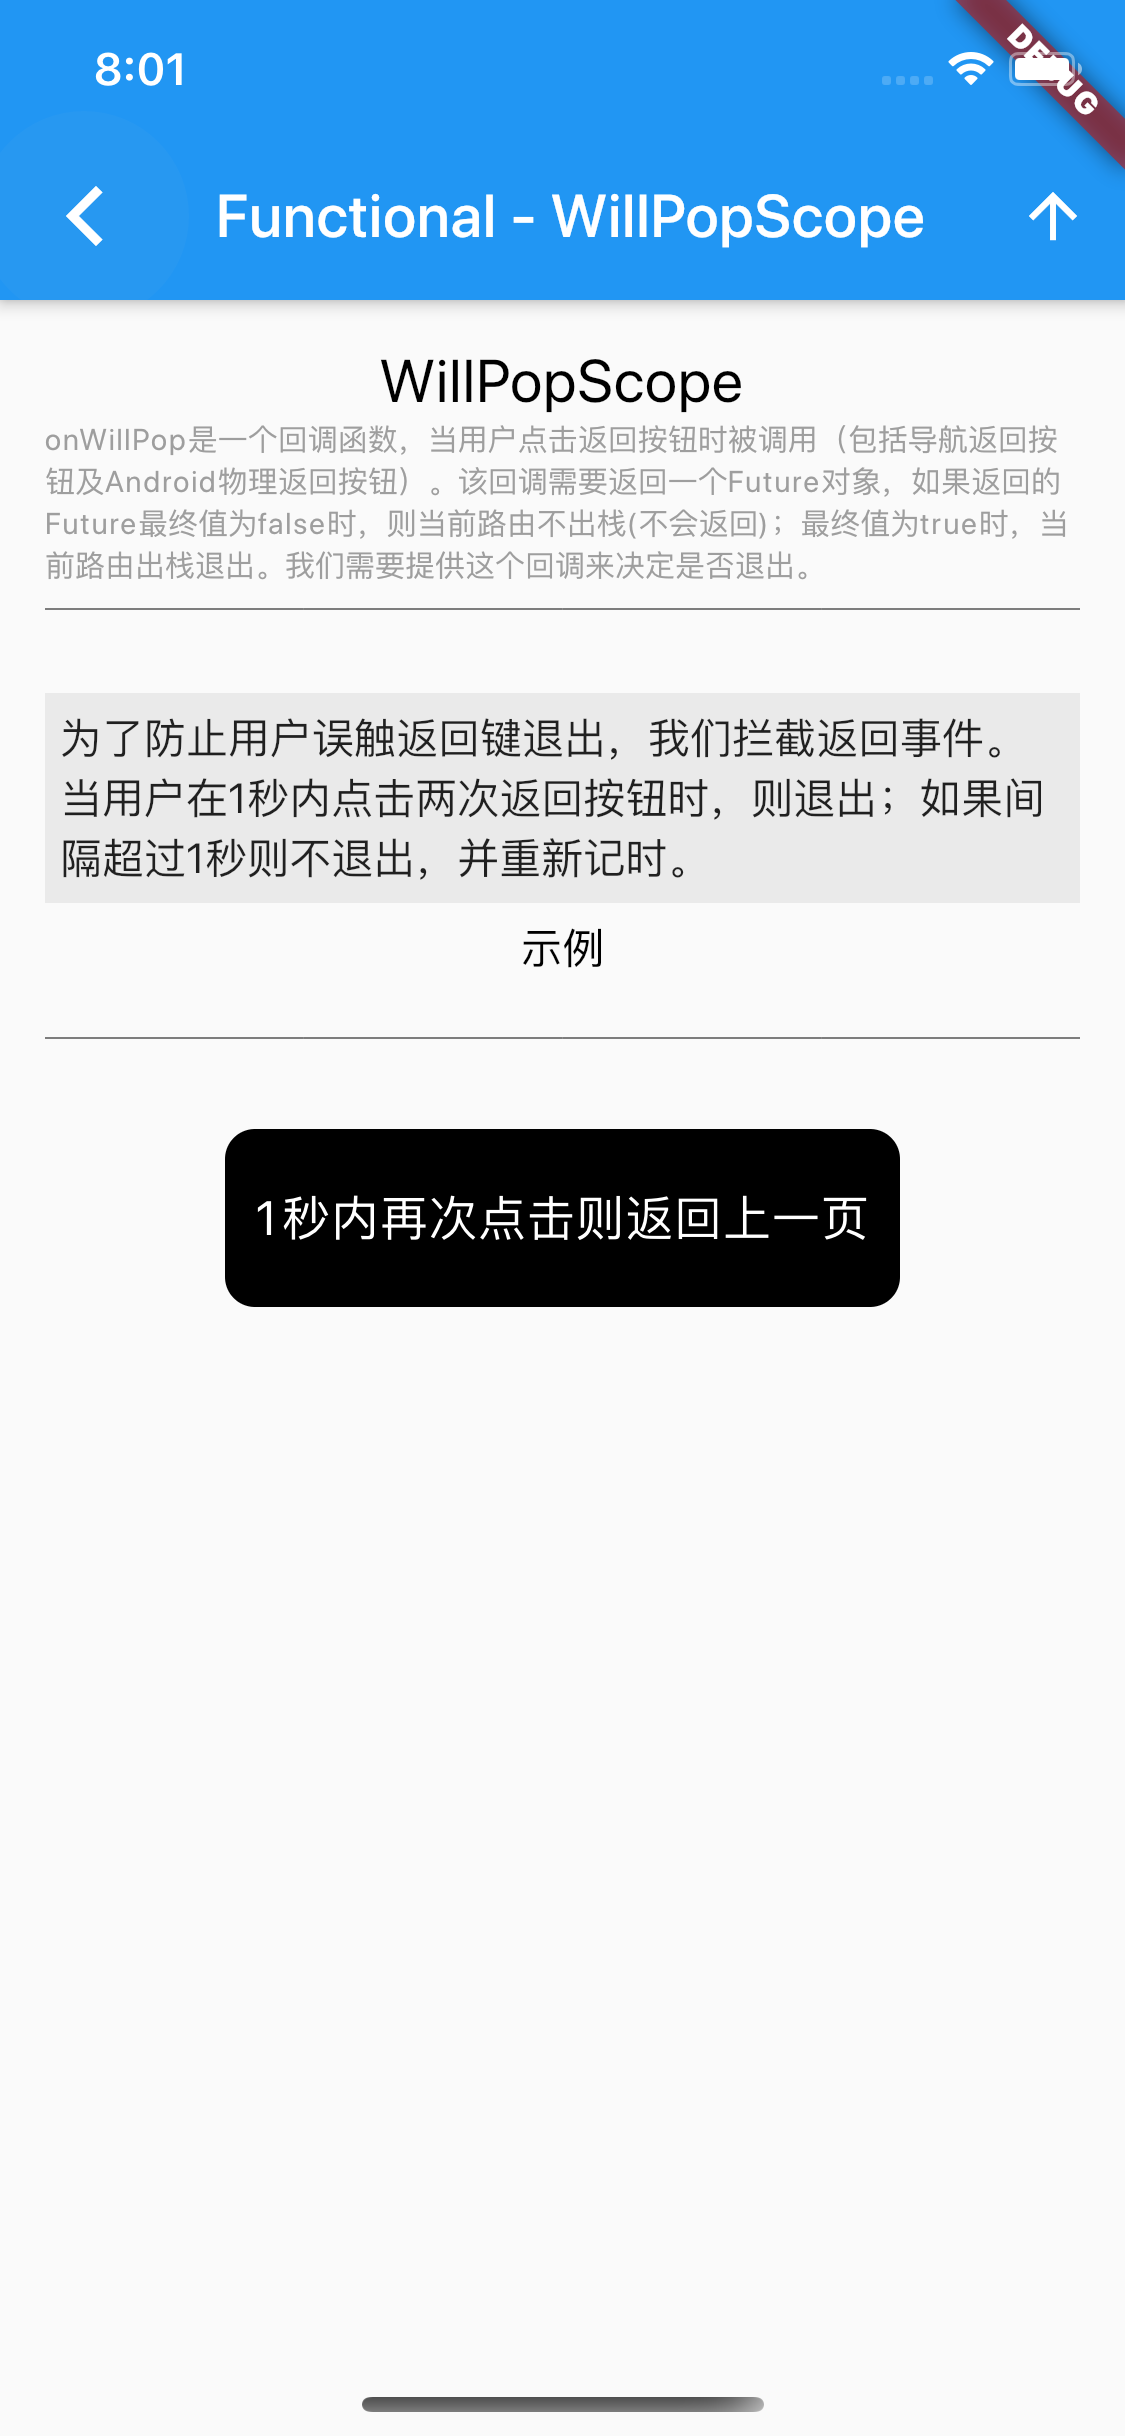 8:01
DEBUG
Functional - WillPopScope
WillPopScope
onWillPop是一个回调函数，当用户点击返回按钮时被调用（包括导航返回按
钮及Android物理返回按钮）。该回调需要返回一个Future对象，如果返回的
Future最终值为false时，则当前路由不出栈(不会返回)；最终值为true时，当
前路由出栈退出。我们需要提供这个回调来决定是否退出。
为了防止用户误触返回键退出，我们拦截返回事件。
当用户在1秒内点击两次返回按钮时，则退出；如果间
隔超过1秒则不退出，并重新记时。
示例
1秒内再次点击则返回上一页